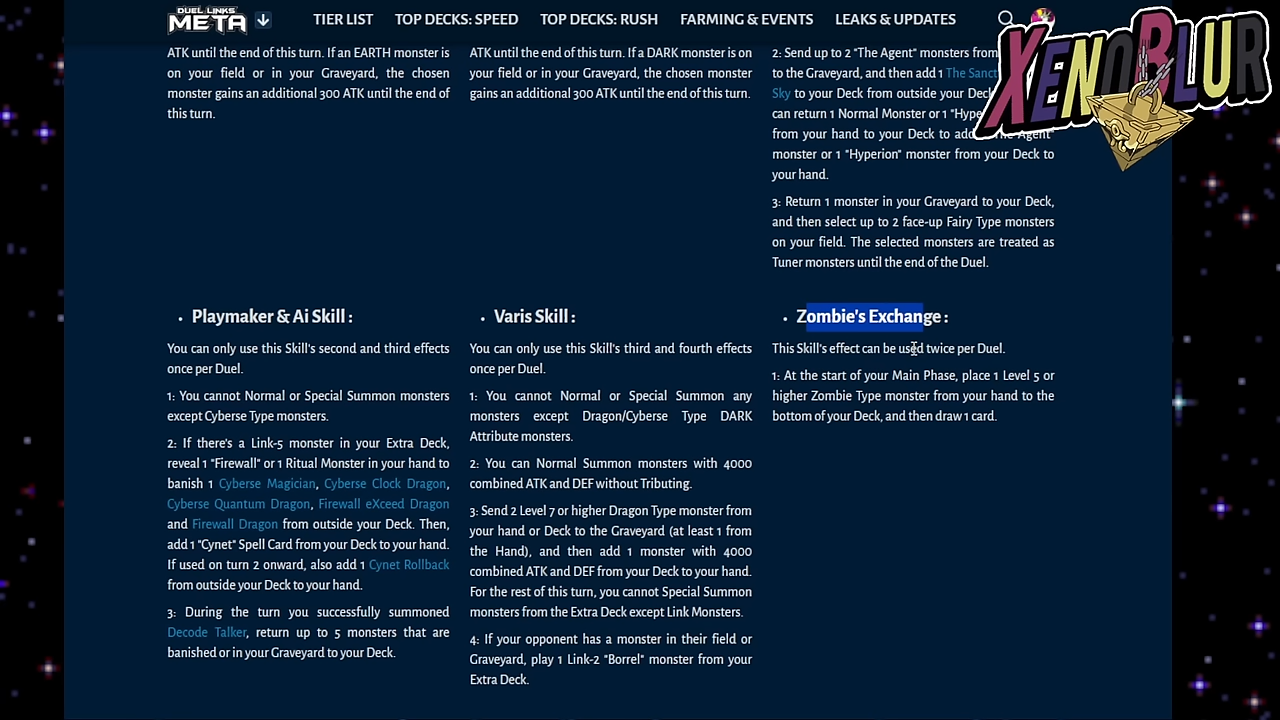 DUEL LINKS
META
TIER LIST
TOP DECKS: SPEED
TOP DECKS: RUSH
FARMING & EVENTS
LEAKS & UPDATES
XENOBLUR
ATK until the end of this turn. If an EARTH monster is
on your field or in your Graveyard, the chosen
monster gains an additional 300 ATK until the end of
this turn.
ATK until the end of this turn. If a DARK monster is on
your field or in your Graveyard, the chosen monster
gains an additional 300 ATK until the end of this turn.
2: Send up to 2 "The Agent" monsters from
to the Graveyard, and then add 1 The Sanct
Sky to your Deck from outside your Deck
can return 1 Normal Monster or 1 "Hype
from your hand to your Deck to add Agent"
monster or 1 "Hyperion" monster from your Deck to
your hand.
3: Return 1 monster in your Graveyard to your Deck,
and then select up to 2 face-up Fairy Type monsters
on your field. The selected monsters are treated as
Tuner monsters until the end of the Duel.
• Playmaker & Ai Skill :
You can only use this Skill's second and third effects
once per Duel.
1: You cannot Normal or Special Summon monsters
except Cyberse Type monsters.
2: If there's a Link-5 monster in your Extra Deck,
reveal 1 "Firewall" or 1 Ritual Monster in your hand to
banish 1 Cyberse Magician, Cyberse Clock Dragon,
Cyberse Quantum Dragon, Firewall eXceed Dragon
and Firewall Dragon from outside your Deck. Then,
add 1 "Cynet" Spell Card from your Deck to your hand.
If used on turn 2 onward, also add 1 Cynet Rollback
from outside your Deck to your hand.
3: During the turn you successfully summoned
Decode Talker, return up to 5 monsters that are
banished or in your Graveyard to your Deck.
• Varis Skill :
You can only use this Skill's third and fourth effects
once per Duel.
1: You cannot Normal or Special Summon any
monsters except Dragon/Cyberse Type DARK
Attribute monsters.
2: You can Normal Summon monsters with 4000
combined ATK and DEF without Tributing.
3: Send 2 Level 7 or higher Dragon Type monster from
your hand or Deck to the Graveyard (at least 1 from
the Hand), and then add 1 monster with 4000
combined ATK and DEF from your Deck to your hand.
For the rest of this turn, you cannot Special Summon
monsters from the Extra Deck except Link Monsters.
4: If your opponent has a monster in their field or
Graveyard, play 1 Link-2 "Borrel" monster from your
Extra Deck.
• Zombie's Exchange :
This Skill's effect can be used twice per Duel.
1: At the start of your Main Phase, place 1 Level 5 or
higher Zombie Type monster from your hand to the
bottom of your Deck, and then draw 1 card.